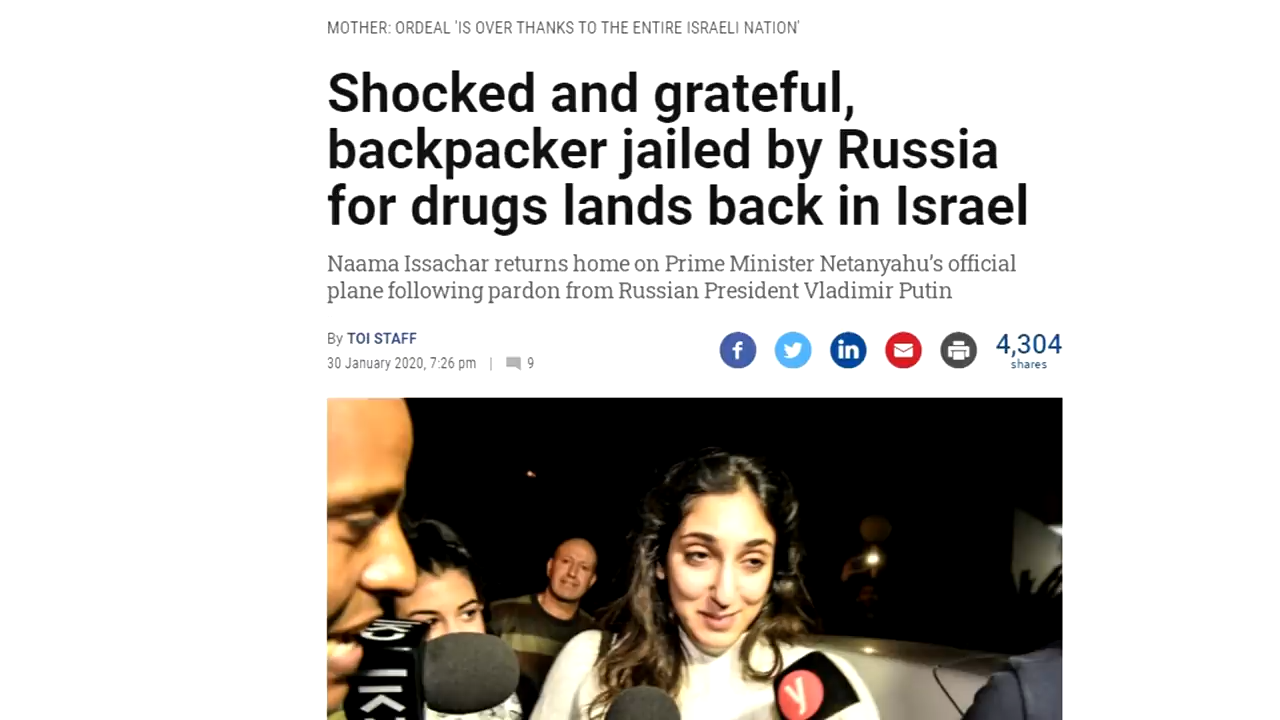 MOTHER: ORDEAL 'IS OVER THANKS TO THE ENTIRE ISRAELI NATION'
Shocked and grateful,
backpacker jailed by Russia
for drugs lands back in Israel
Naama Issachar returns home on Prime Minister Netanyahu’s official
plane following pardon from Russian President Vladimir Putin
By TOI STAFF
30 January 2020, 7:26 pm | 9
4,304
shares